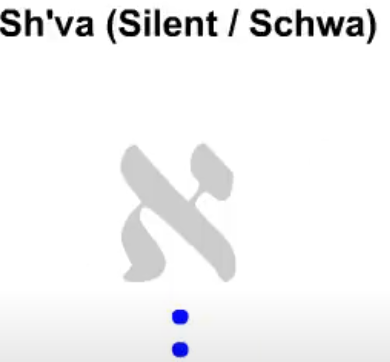 Sh'va (Silent / Schwa)
אְ